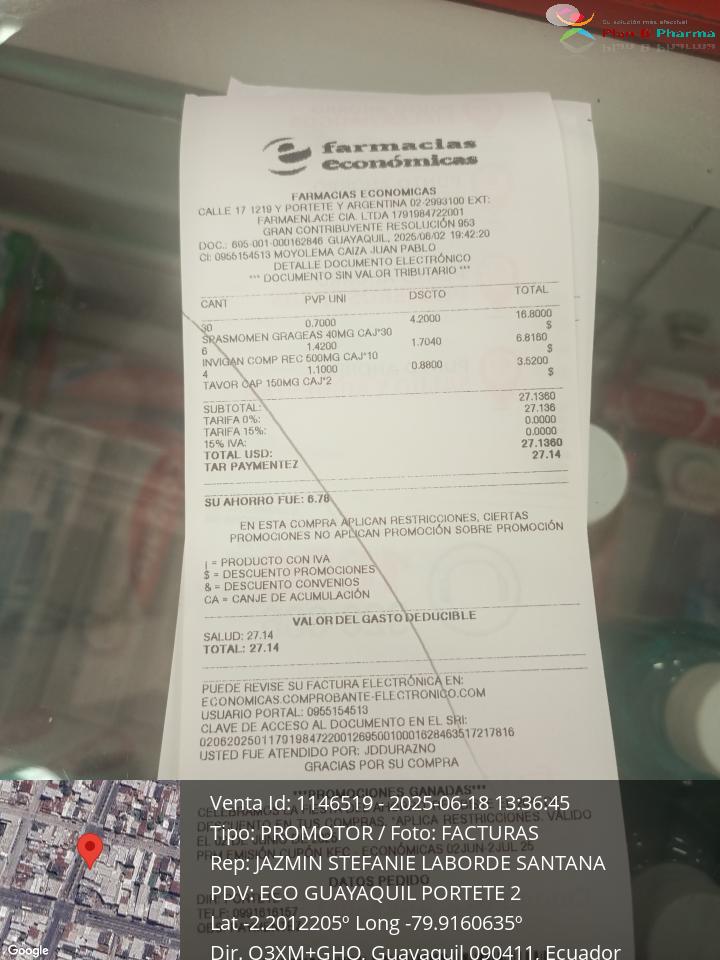 Su solución más efectiva!
Plan B Pharma
farmacias
económicas
FARMACIAS ECONOMICAS
CALLE 17 1219 Y PORTETE Y ARGENTINA 02-2993100 EXT:
FARMAENLACE CIA. LTDA 1791984722001
GRAN CONTRIBUYENTE RESOLUCIÓN 953
DOC.: 695-001-000162846 GUAYAQUIL, 2025/06/02 19:42:20
CI: 0955154513 MOYOLEMA CAIZA JUAN PABLO
DETALLE DOCUMENTO ELECTRÓNICO
*** DOCUMENTO SIN VALOR TRIBUTARIO ***
CANT PVP UNI DSCTO TOTAL
30 0.7000 4.2000 16.8000
SPASMOMEN GRAGEAS 40MG CAJ*30 $
6 1.4200 1.7040 6.8160
INVIGAN COMP REC 500MG CAJ*10 $
4 1.1000 0.8800 3.5200
TAVOR CAP 150MG CAJ*2 $
SUBTOTAL: 27.1360
TARIFA 0%: 27.136
TARIFA 15%: 0.0000
15% IVA: 0.0000
TOTAL USD: 27.1360
TAR PAYMENTEZ 27.14
SU AHORRO FUE: 6.78
EN ESTA COMPRA APLICAN RESTRICCIONES, CIERTAS
PROMOCIONES NO APLICAN PROMOCIÓN SOBRE PROMOCIÓN
| = PRODUCTO CON IVA
$ = DESCUENTO PROMOCIONES
& = DESCUENTO CONVENIOS
CA = CANJE DE ACUMULACIÓN
VALOR DEL GASTO DEDUCIBLE
SALUD: 27.14
TOTAL: 27.14
PUEDE REVISE SU FACTURA ELECTRÓNICA EN:
ECONOMICAS.COMPROBANTE-ELECTRONICO.COM
USUARIO PORTAL: 0955154513
CLAVE DE ACCESO AL DOCUMENTO EN EL SRI:
USTED FUE ATENDIDO POR: JDDURAZNO
GRACIAS POR SU COMPRA
***PROMOCIONES GANADAS***
DATOS PEDIDO
Venta Id: 1146519 - 2025-06-18 13:36:45
Tipo: PROMOTOR / Foto: FACTURAS
Rep: JAZMIN STEFANIE LABORDE SANTANA
PDV: ECO GUAYAQUIL PORTETE 2
Lat -2.2012205º Long -79.9160635º
Dir. Q3XM+GHQ, Guayaquil 090411, Ecuador
Google